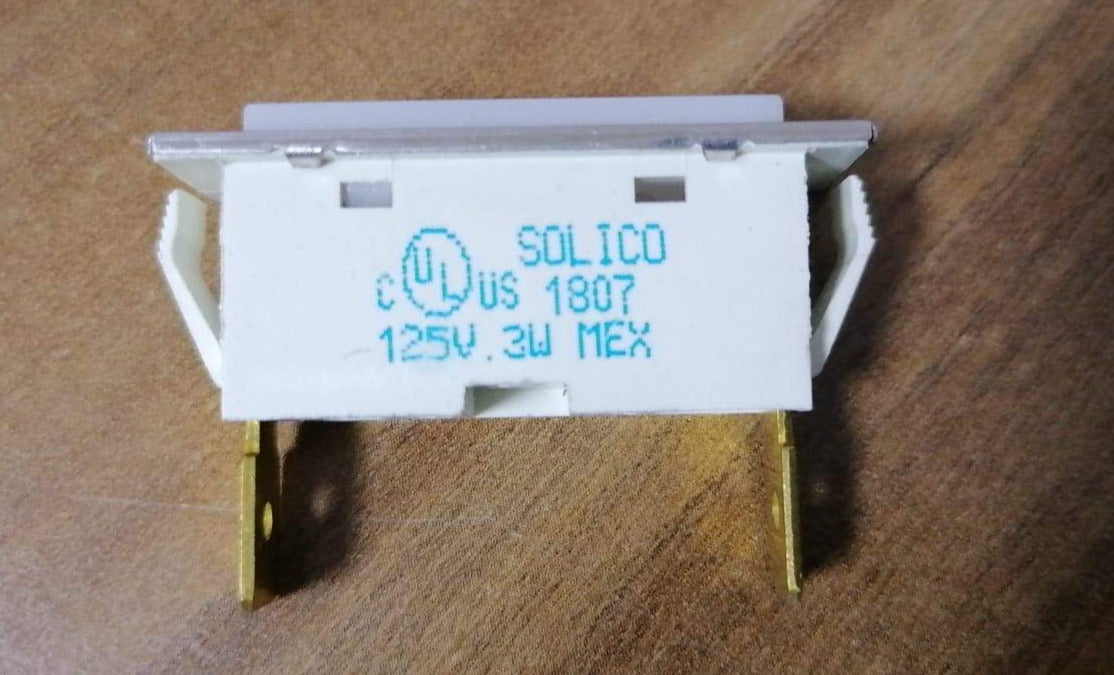 SOLICO
C UL US 1807
125V .3W MEX